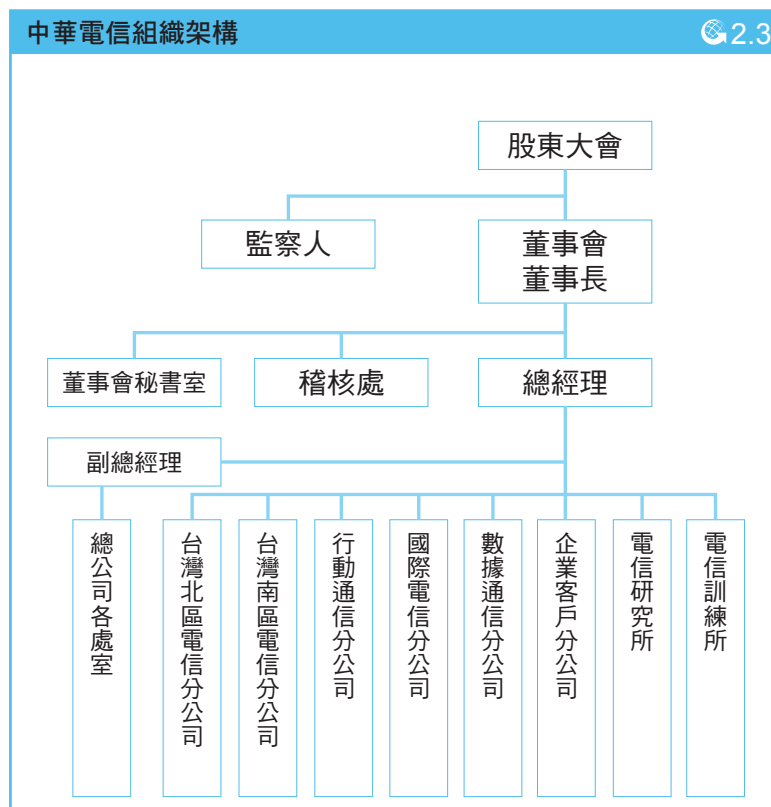 中華電信組織架構
2.3
股東大會
監察人
董事會
董事長
董事會秘書室
稽核處
總經理
副總經理
總公司各處室
台灣北區電信分公司
台灣南區電信分公司
行動通信分公司
國際電信分公司
數據通信分公司
企業客戶分公司
電信研究所
電信訓練所